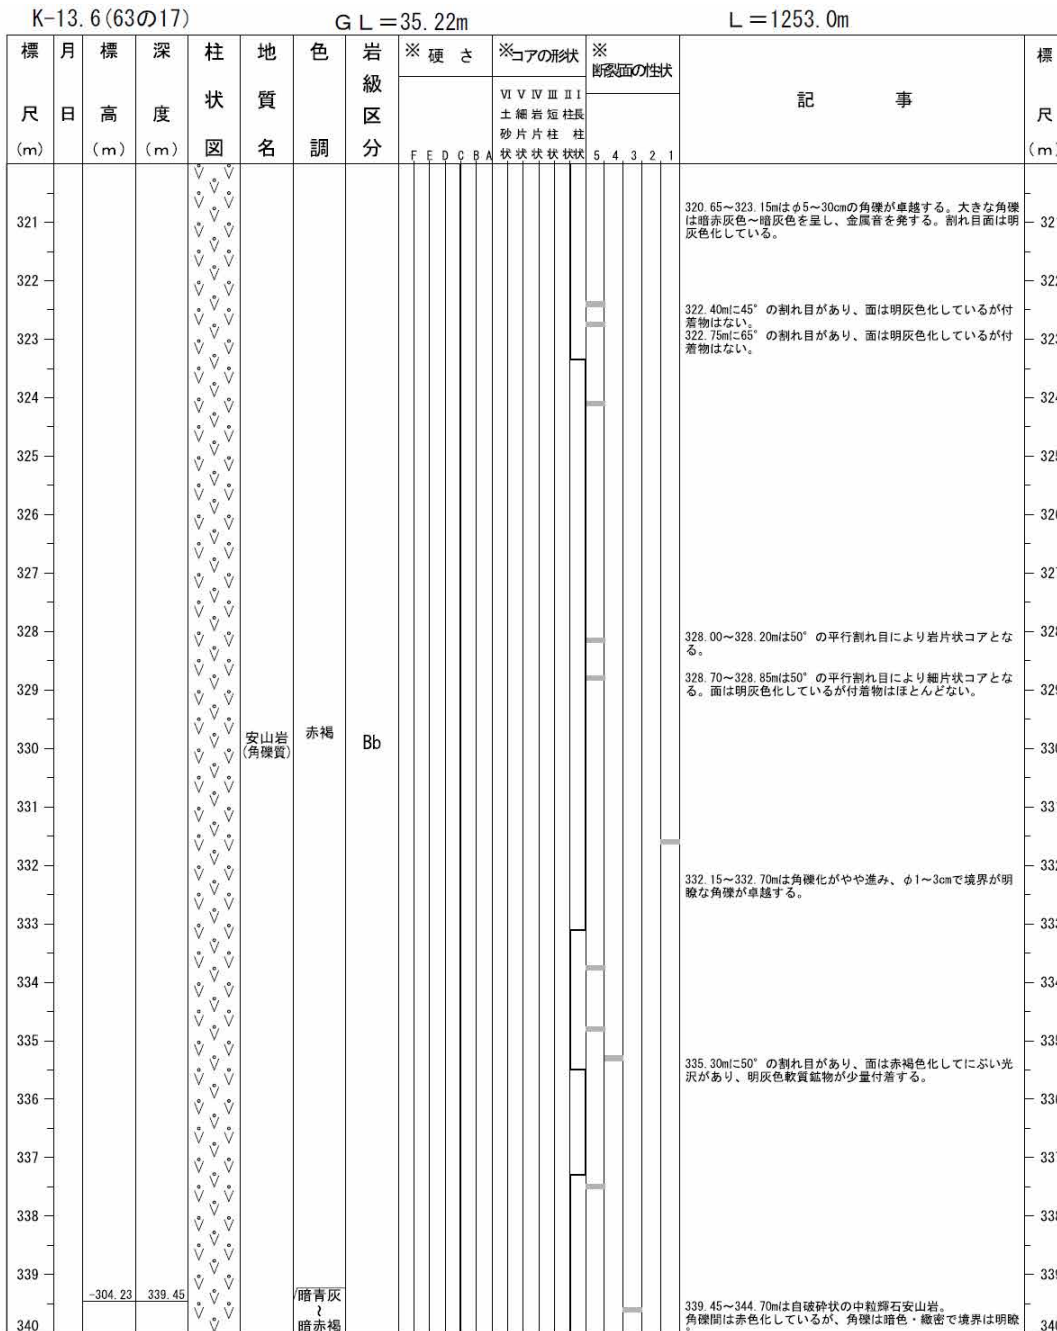 K-13.6(63の17)
GL=35.22m
L=1253.0m
標尺(m)
月日
標高(m)
深度(m)
柱状図
地質名
色調
岩級区分
※硬さ
F E D C B A
※コアの形状
VI 土砂状
V 細片状
IV 岩片状
III 短柱状
II 柱状
I 長柱状
※断裂面の性状
5 4 3 2 1
記事
標尺(m)
320.65~323.15mはφ5~30cmの角礫が卓越する。大きな角礫
は暗赤灰色~暗灰色を呈し、金属音を発する。割れ目面は明
灰色化している。
321
321
322
322
322.40mに45°の割れ目があり、面は明灰色化しているが付
着物はない。
322.75mに65°の割れ目があり、面は明灰色化しているが付
着物はない。
323
323
324
324
325
325
326
326
327
327
328
328
328.00~328.20mは50°の平行割れ目により岩片状コアとな
る。
328.70~328.85mは50°の平行割れ目により細片状コアとな
る。面は明灰色化しているが付着物はほとんどない。
329
329
安山岩
(角礫質)
赤褐
Bb
330
330
331
331
332
332
332.15~332.70mは角礫化がやや進み、φ1~3cmで境界が明
瞭な角礫が卓越する。
333
333
334
334
335
335
335.30mに50°の割れ目があり、面は赤褐色化してにぶい光
沢があり、明灰色軟質鉱物が少量付着する。
336
336
337
337
338
338
339
339
-304.23
339.45
暗青灰
~
暗赤褐
339.45~344.70mは自破砕状の中粒輝石安山岩。
角礫間は赤色化しているが、角礫は暗色・緻密で境界は明瞭
340
340